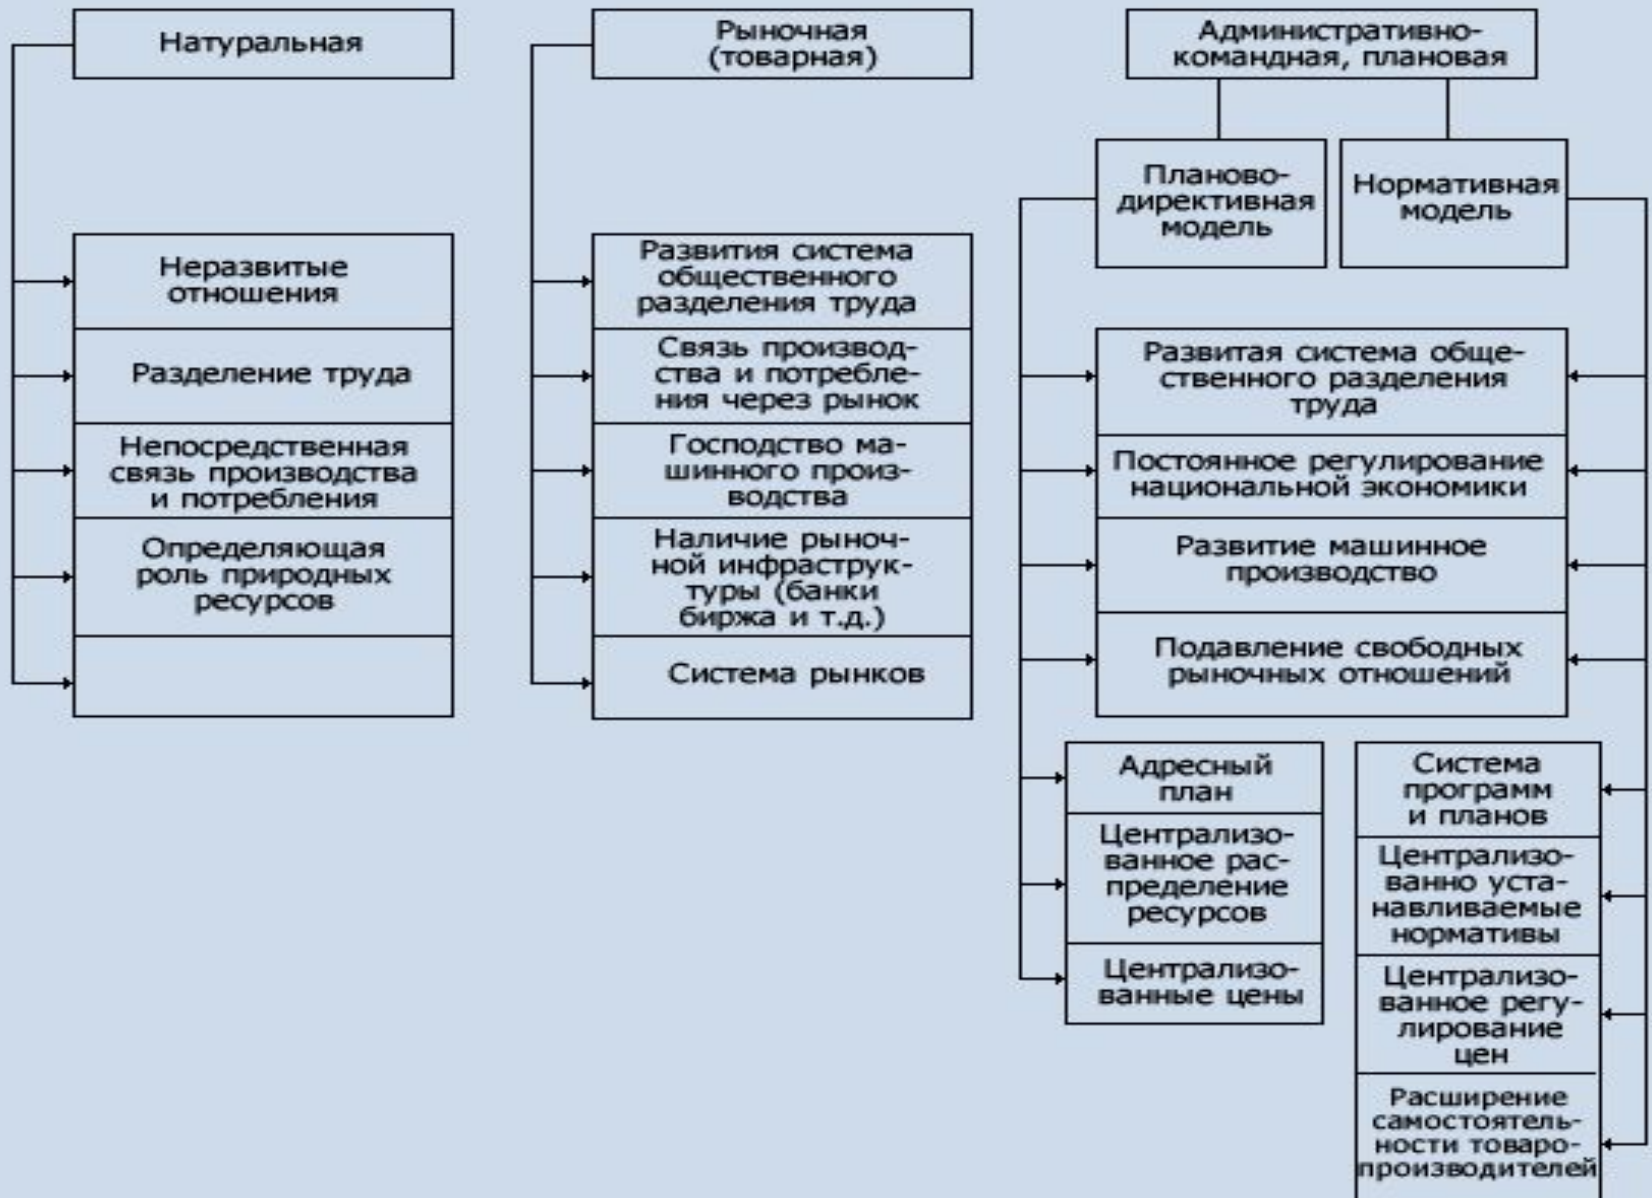 Натуральная
Неразвитые
отношения
Разделение труда
Непосредственная
связь производства
и потребления
Определяющая
роль природных
ресурсов
Рыночная
(товарная)
Развития система
общественного
разделения труда
Связь производ-
ства и потребле-
ния через рынок
Господство ма-
шинного произ-
водства
Наличие рыноч-
ной инфраструк-
туры (банки
биржа и т.д.)
Система рынков
Административно-
командная, плановая
Планово-
директивная
модель
Нормативная
модель
Развитая система обще-
ственного разделения
труда
Постоянное регулирование
национальной экономики
Развитие машинное
производство
Подавление свободных
рыночных отношений
Адресный
план
Централизо-
ванное рас-
пределение
ресурсов
Централизо-
ванные цены
Система
программ
и планов
Централизо-
ванно уста-
навливаемые
нормативы
Централизо-
ванное регу-
лирование
цен
Расширение
самостоятель-
ности товаро-
производителей